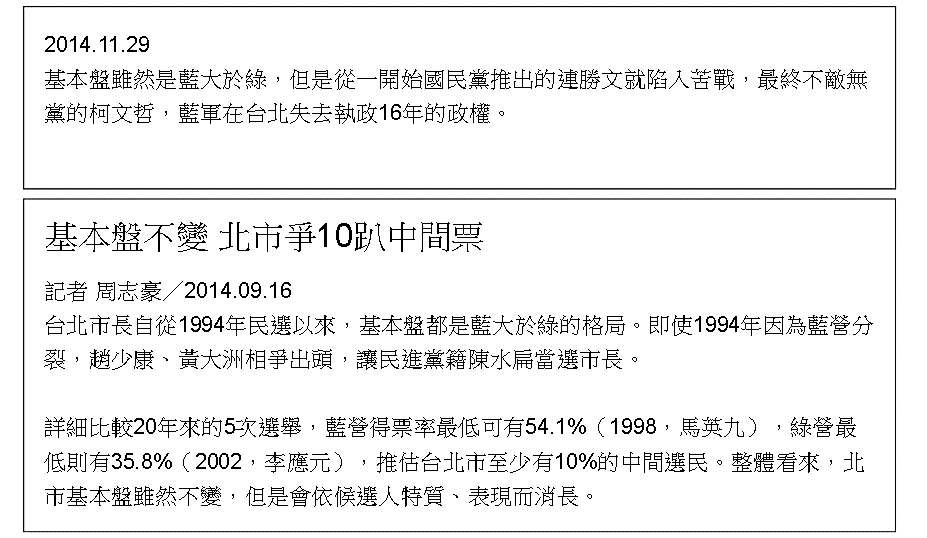 2014.11.29
基本盤雖然是藍大於綠，但是從一開始國民黨推出的連勝文就陷入苦戰，最終不敵無
黨的柯文哲，藍軍在台北失去執政16年的政權。
基本盤不變 北市爭10趴中間票
記者 周志豪／2014.09.16
台北市長自從1994年民選以來，基本盤都是藍大於綠的格局。即使1994年因為藍營分
裂，趙少康、黃大洲相爭出頭，讓民進黨籍陳水扁當選市長。
詳細比較20年來的5次選舉，藍營得票率最低可有54.1%（1998，馬英九），綠營最
低則有35.8%（2002，李應元），推估台北市至少有10%的中間選民。整體看來，北
市基本盤雖然不變，但是會依候選人特質、表現而消長。